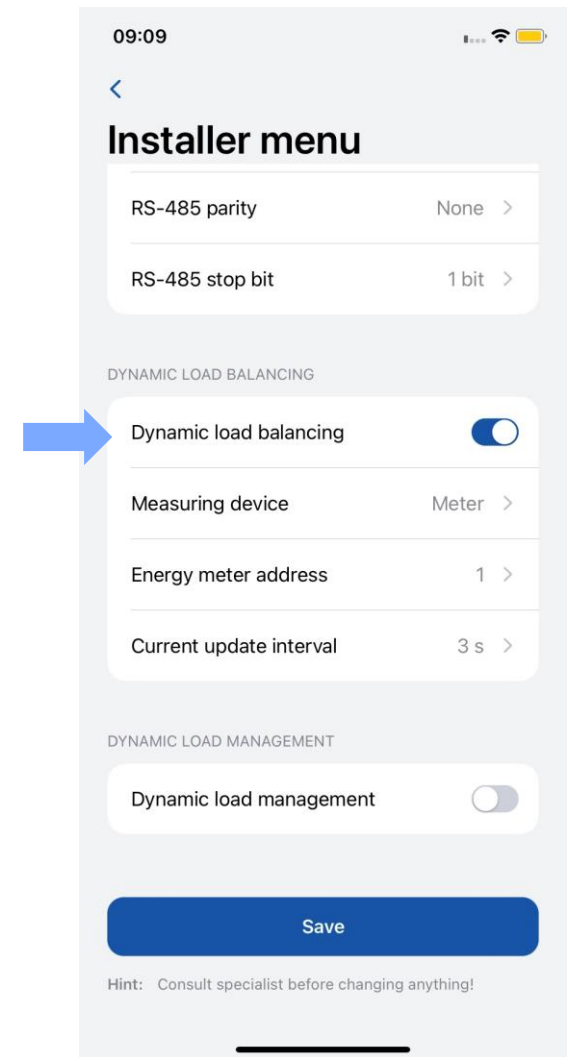 09:09
Installer menu
RS-485 parity None
RS-485 stop bit 1 bit
DYNAMIC LOAD BALANCING
Dynamic load balancing
Measuring device Meter
Energy meter address 1
Current update interval 3 s
DYNAMIC LOAD MANAGEMENT
Dynamic load management
Save
Hint: Consult specialist before changing anything!